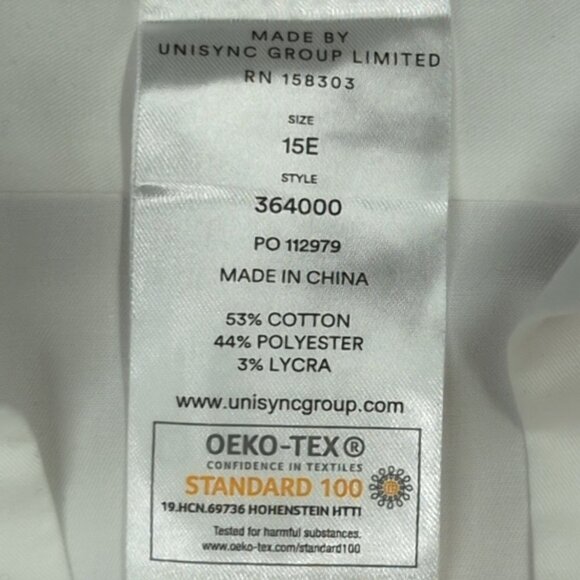 MADE BY
UNISYNC GROUP LIMITED
RN 158303
SIZE
15E
STYLE
364000
PO 112979
MADE IN CHINA
53% COTTON
44% POLYESTER
3% LYCRA
www.unisyncgroup.com
OEKO-TEX®
CONFIDENCE IN TEXTILES
STANDARD 100
19.HCN.69736 HOHENSTEIN HTTI
Tested for harmful substances.
www.oeko-tex.com/standard100